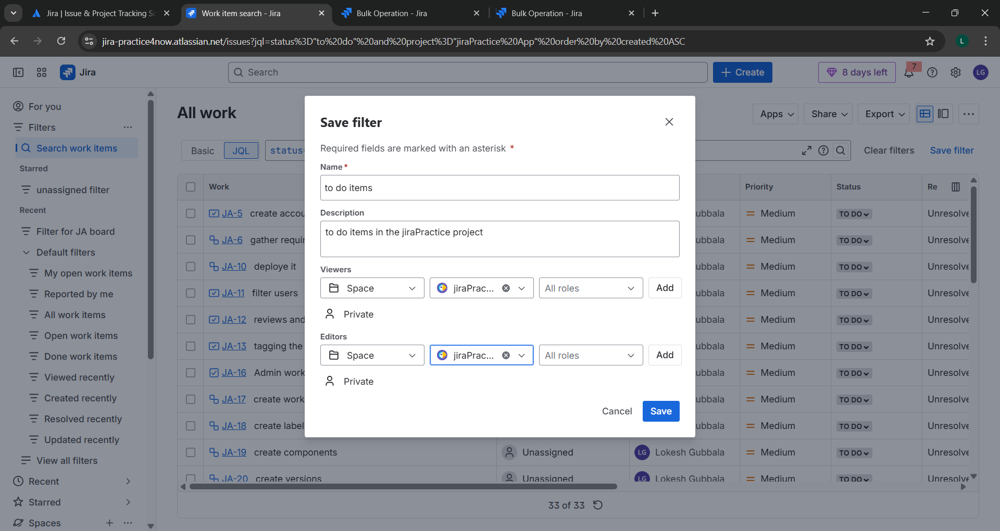 Jira | Issue & Project Tracking Sc
Work item search - Jira
Bulk Operation - Jira
Bulk Operation - Jira
jira-practice4now.atlassian.net/issues?jql=status%3D"to%20do"%20and%20project%3D"jiraPractice%20App"%20order%20by%20created%20ASC
L
Jira
Search
Create
8 days left
7
LG
For you
Filters
Search work items
Starred
unassigned filter
Recent
Filter for JA board
Default filters
My open work items
Reported by me
All work items
Open work items
Done work items
Viewed recently
Created recently
Resolved recently
Updated recently
View all filters
Recent
Starred
Spaces
All work
Apps
Share
Export
Basic
JQL
status=
Clear filters
Save filter
Work
Priority
Status
Re
JA-5 create accou
ubbala Medium TO DO Unresolve
JA-6 gather requir
ubbala Medium TO DO Unresolve
JA-10 deploye it
ubbala Medium TO DO Unresolve
JA-11 filter users
ubbala Medium TO DO Unresolve
JA-12 reviews and
ubbala Medium TO DO Unresolve
JA-13 tagging the
ubbala Medium TO DO Unresolve
JA-16 Admin work
ubbala Medium TO DO Unresolve
JA-17 create work
ubbala Medium TO DO Unresolve
JA-18 create label
ubbala Medium TO DO Unresolve
JA-19 create components Unassigned LG Lokesh Gubbala Medium TO DO Unresolve
JA-20 create versions Unassigned LG Lokesh Gubbala Medium TO DO Unresolve
33 of 33
Save filter
Required fields are marked with an asterisk *
Name *
to do items
Description
to do items in the jiraPractice project
Viewers
Space
jiraPrac...
All roles
Add
Private
Editors
Space
jiraPrac...
All roles
Add
Private
Cancel
Save